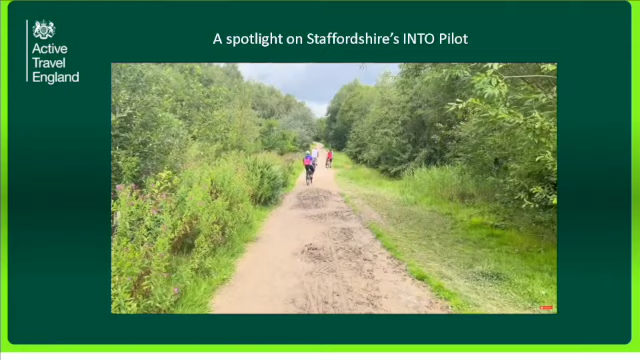 A spotlight on Staffordshire's INTO Pilot
Active
Travel
England